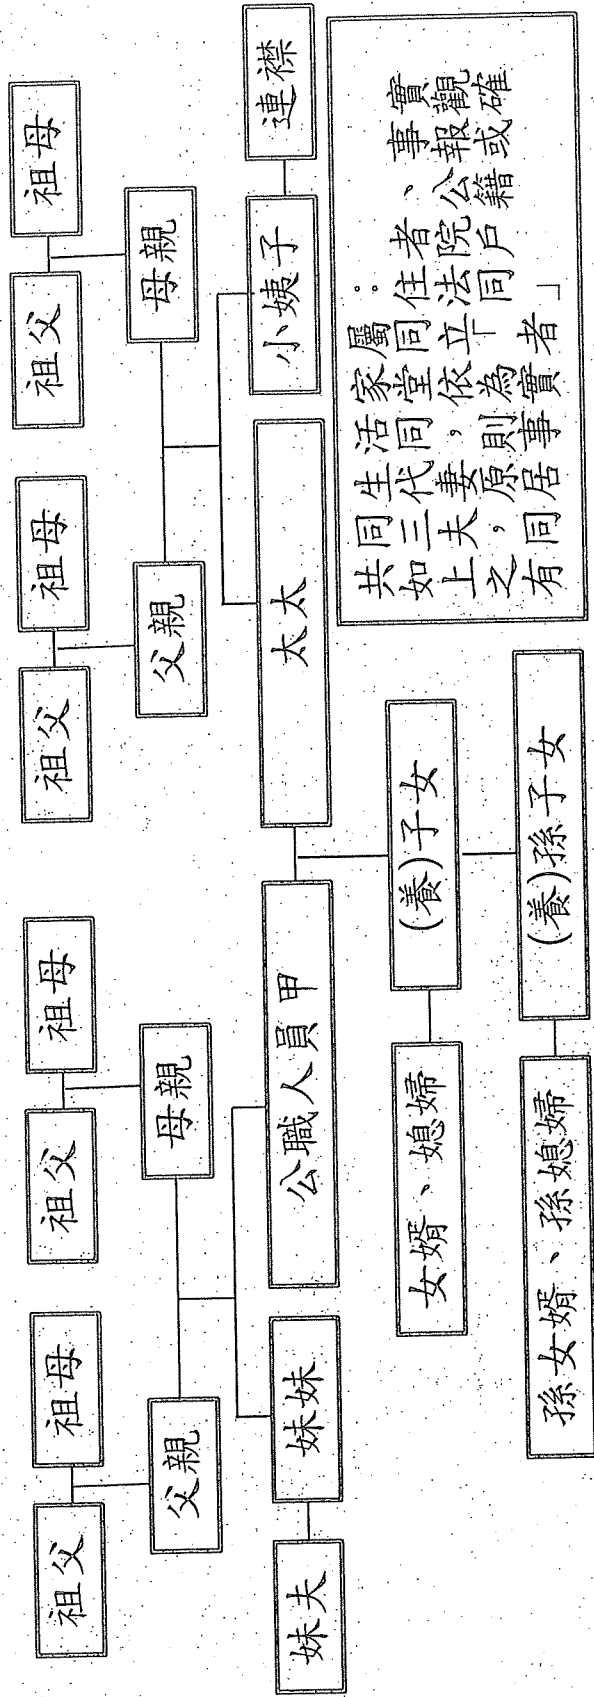 祖父 祖母 祖父 祖母 祖父 祖母 祖父 祖母
父親 母親 父親 母親
妹夫 妹妹 公職人員甲 太太 小姨子 連襟
女婿、媳婦 (養)子女
孫女婿、孫媳婦 (養)孫子女
共同生活家屬：
如三代同堂同住者、事實
上夫妻，依立法院公報觀
之，原則為「同戶籍或確
有同居事實者」